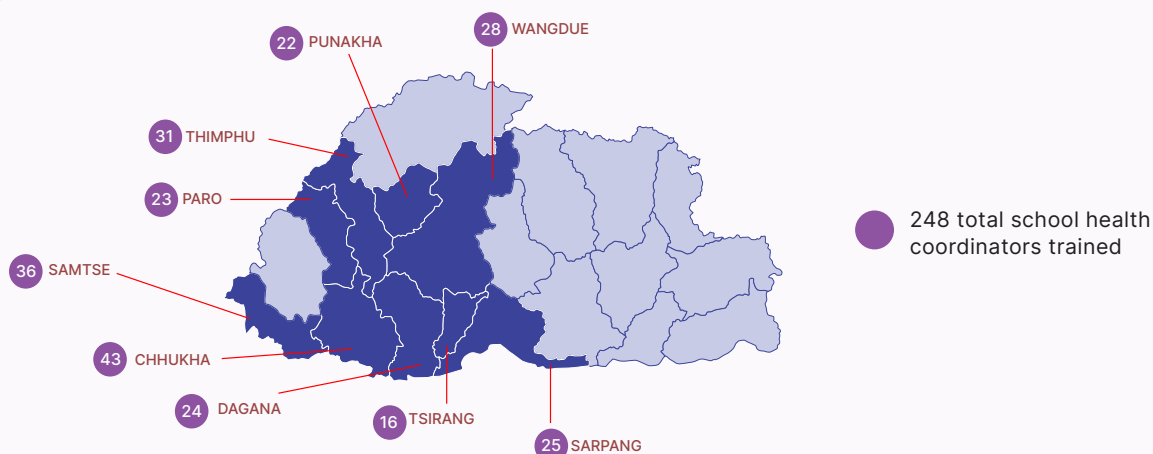 28 WANGDUE
22 PUNAKHA
31 THIMPHU
23 PARO
36 SAMTSE
43 CHHUKHA
24 DAGANA
16 TSIRANG
25 SARPANG
248 total school health
coordinators trained